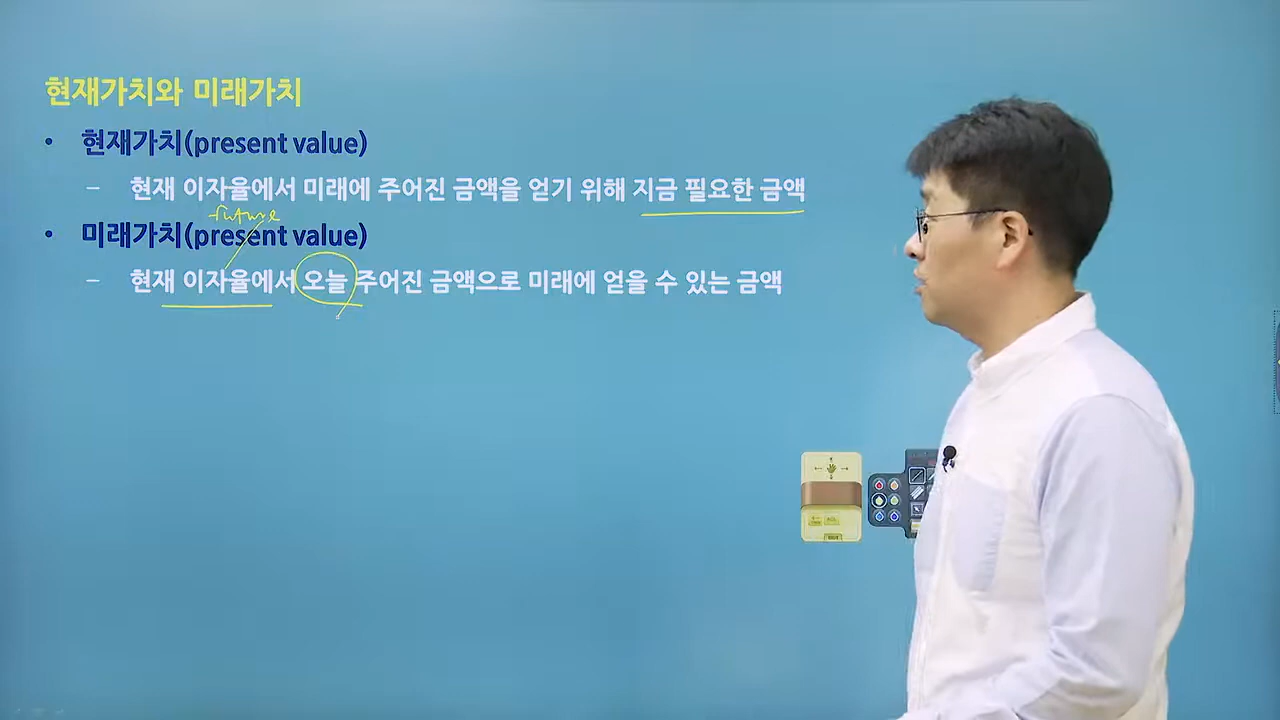 현재가치와 미래가치
• 현재가치(present value)
– 현재 이자율에서 미래에 주어진 금액을 얻기 위해 지금 필요한 금액
future
• 미래가치(present value)
– 현재 이자율에서 오늘 주어진 금액으로 미래에 얻을 수 있는 금액